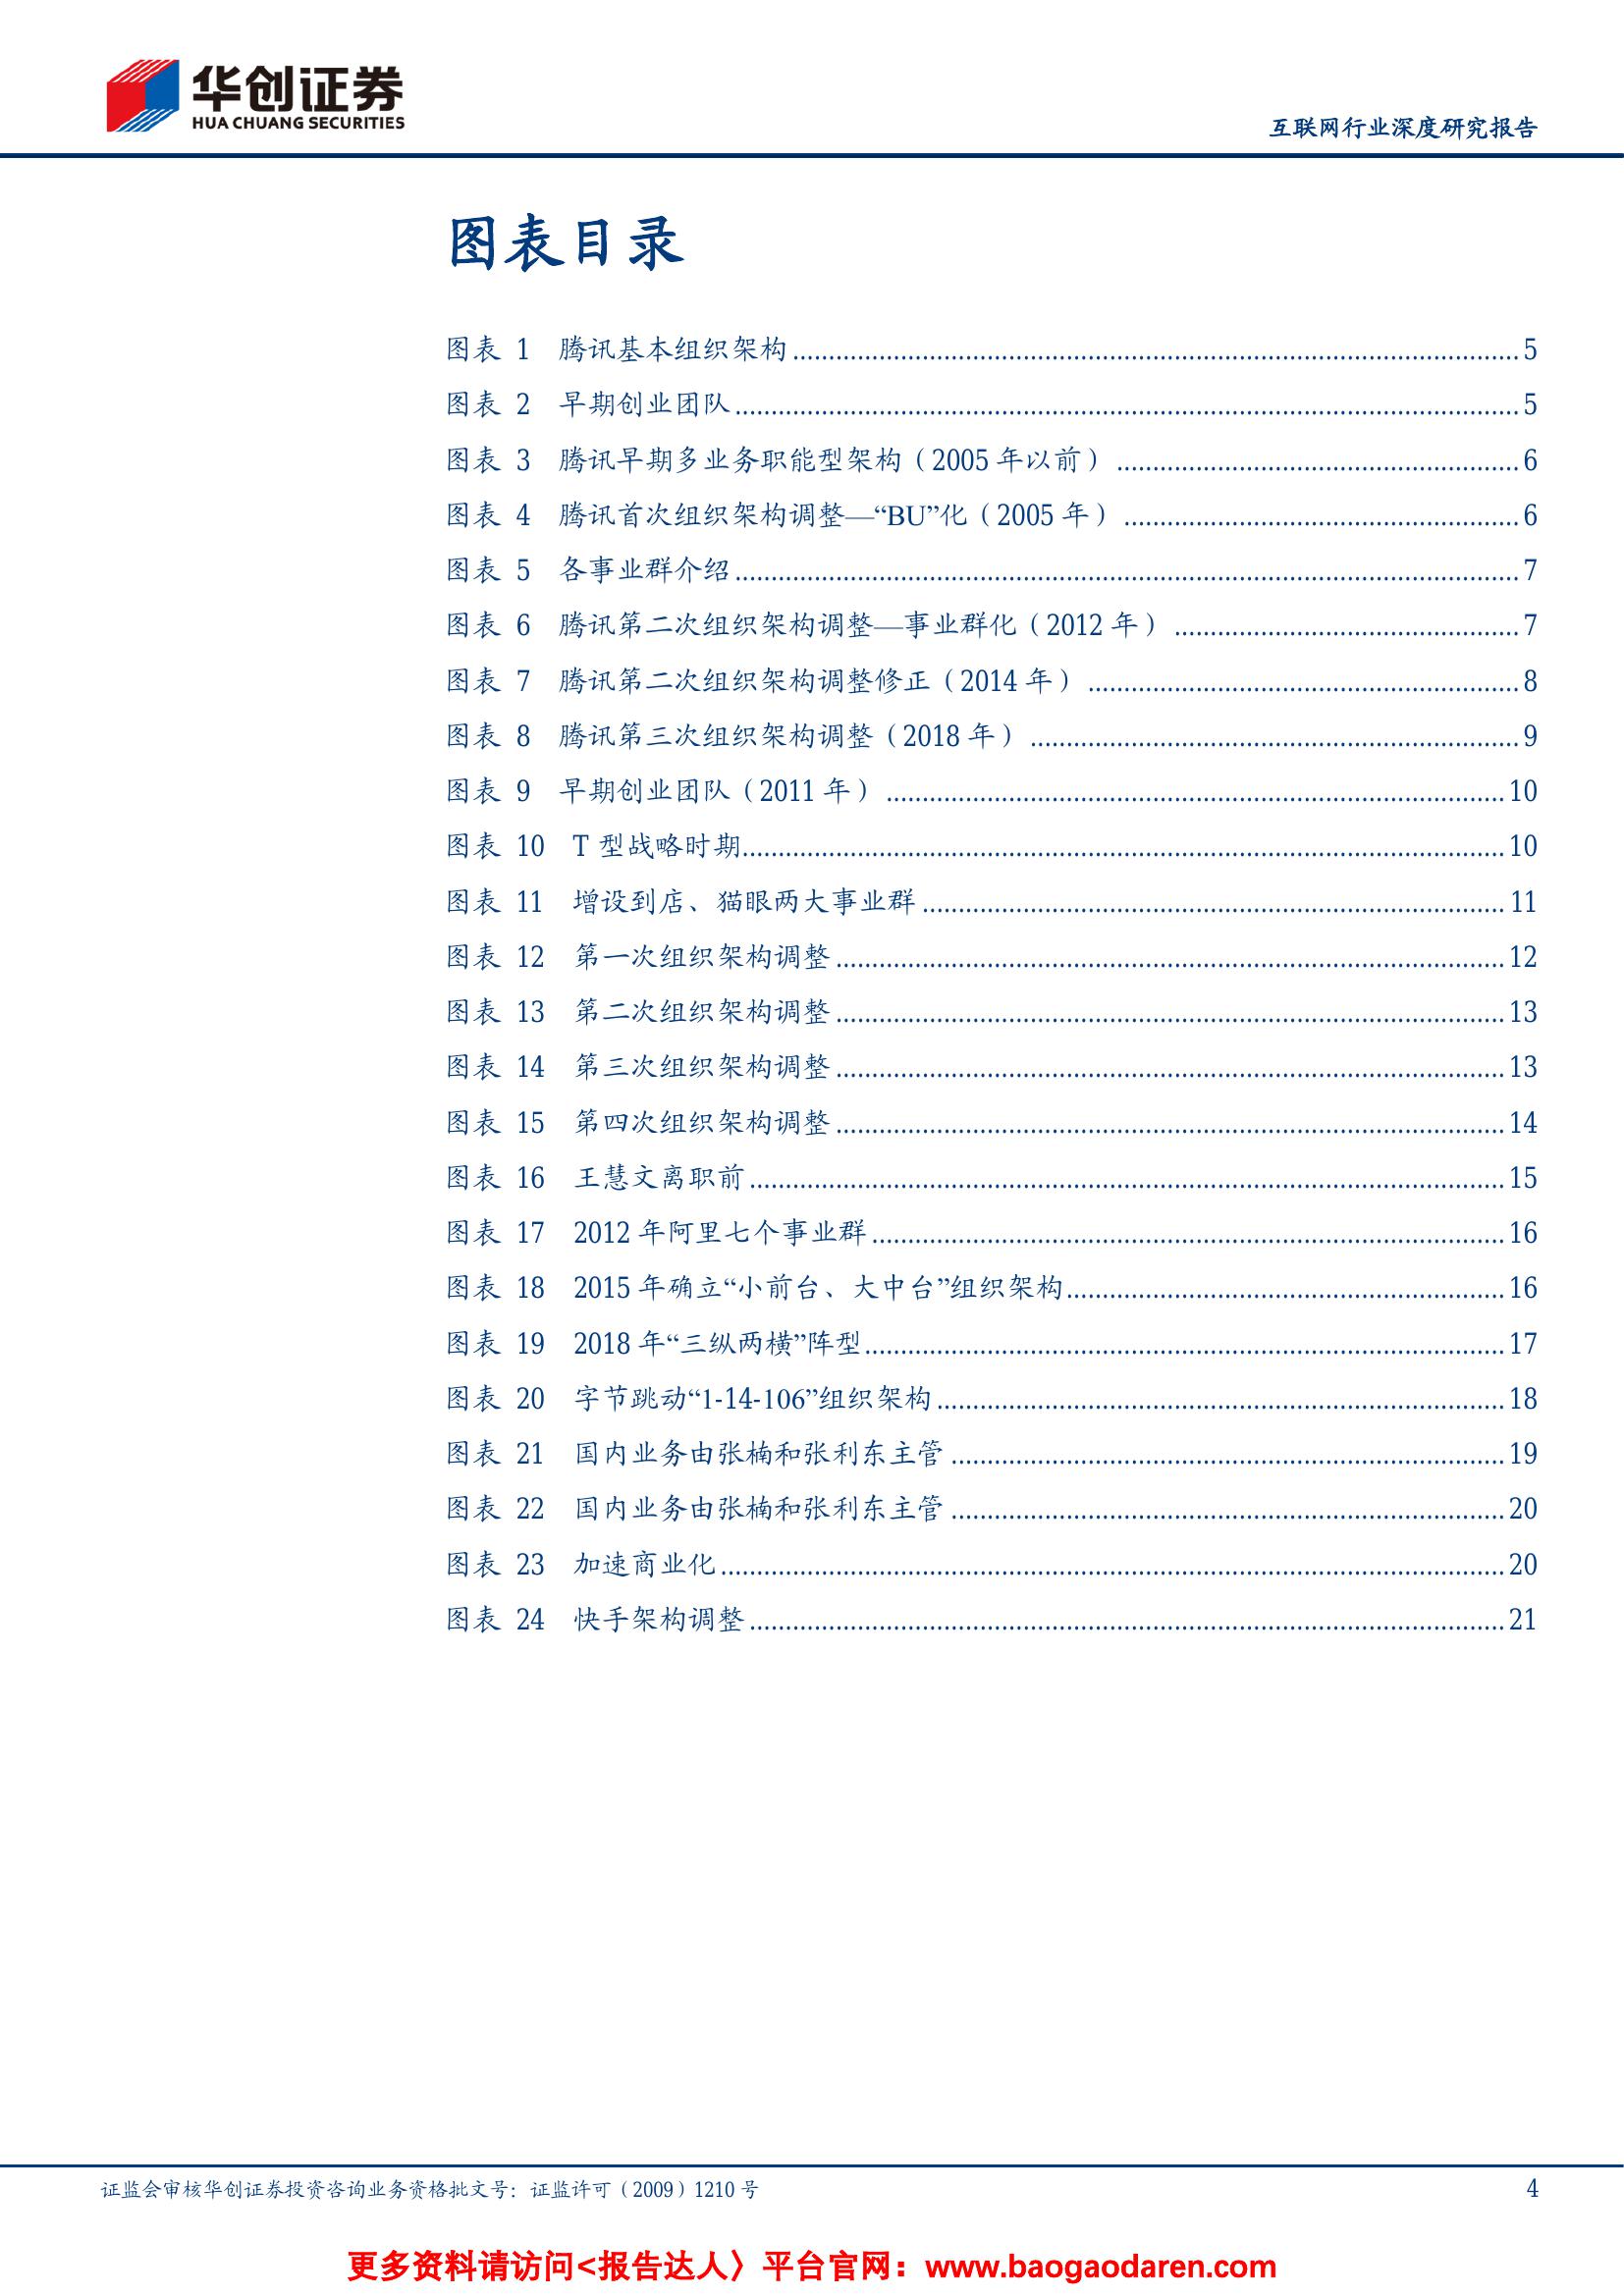 华创证券
HUA CHUANG SECURITIES
互联网行业深度研究报告
图表目录
图表 1 腾讯基本组织架构 5
图表 2 早期创业团队 5
图表 3 腾讯早期多业务职能型架构（2005 年以前） 6
图表 4 腾讯首次组织架构调整—“BU”化（2005 年） 6
图表 5 各事业群介绍 7
图表 6 腾讯第二次组织架构调整—事业群化（2012 年） 7
图表 7 腾讯第二次组织架构调整修正（2014 年） 8
图表 8 腾讯第三次组织架构调整（2018 年） 9
图表 9 早期创业团队（2011 年） 10
图表 10 T 型战略时期 10
图表 11 增设到店、猫眼两大事业群 11
图表 12 第一次组织架构调整 12
图表 13 第二次组织架构调整 13
图表 14 第三次组织架构调整 13
图表 15 第四次组织架构调整 14
图表 16 王慧文离职前 15
图表 17 2012 年阿里七个事业群 16
图表 18 2015 年确立“小前台、大中台”组织架构 16
图表 19 2018 年“三纵两横”阵型 17
图表 20 字节跳动“1-14-106”组织架构 18
图表 21 国内业务由张楠和张利东主管 19
图表 22 国内业务由张楠和张利东主管 20
图表 23 加速商业化 20
图表 24 快手架构调整 21
证监会审核华创证券投资咨询业务资格批文号：证监许可（2009）1210 号 4
更多资料请访问<报告达人〉平台官网：www.baogaodaren.com